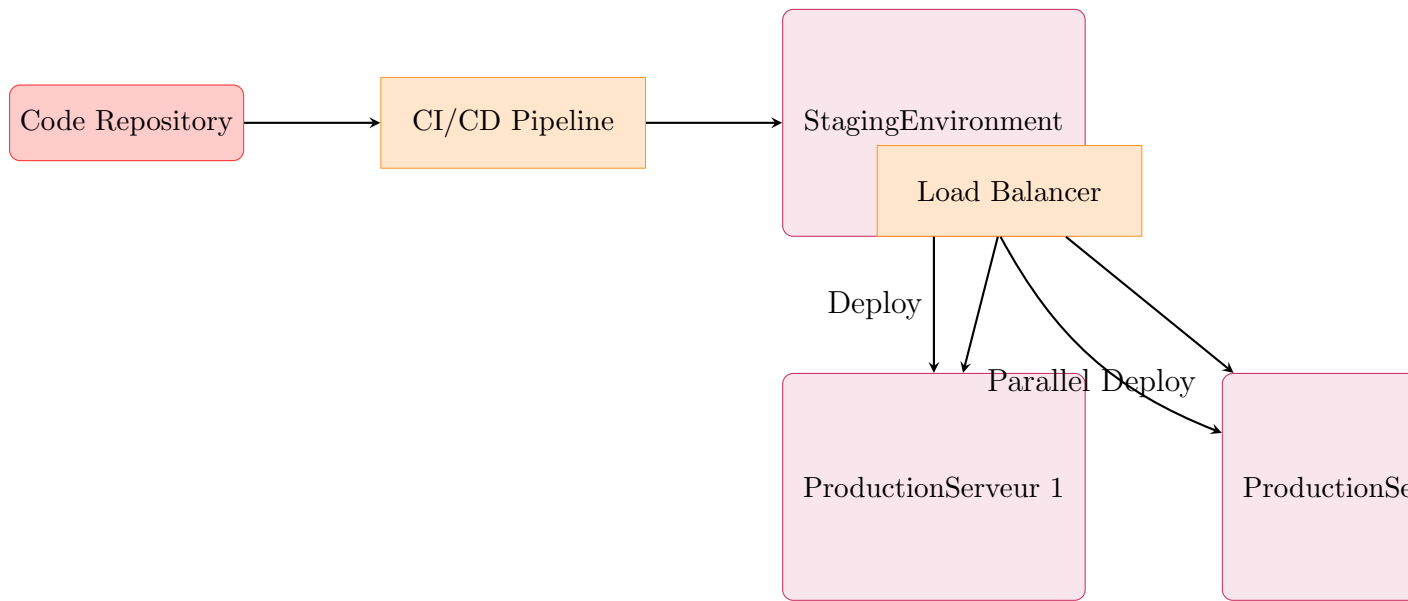 Code Repository
CI/CD Pipeline
StagingEnvironment
Load Balancer
Deploy
Parallel Deploy
ProductionServeur 1
ProductionSe